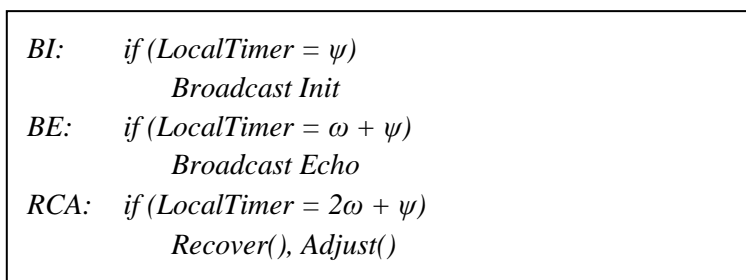 BI: if (LocalTimer = ψ)
Broadcast Init
BE: if (LocalTimer = ω + ψ)
Broadcast Echo
RCA: if (LocalTimer = 2ω + ψ)
Recover(), Adjust()